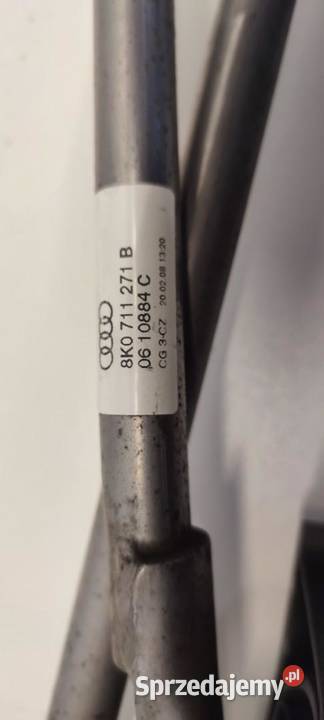 8K0 711 271 B
06 10884 C
CG 3-CZ 20.02.08 13:20
Sprzedajemy.pl